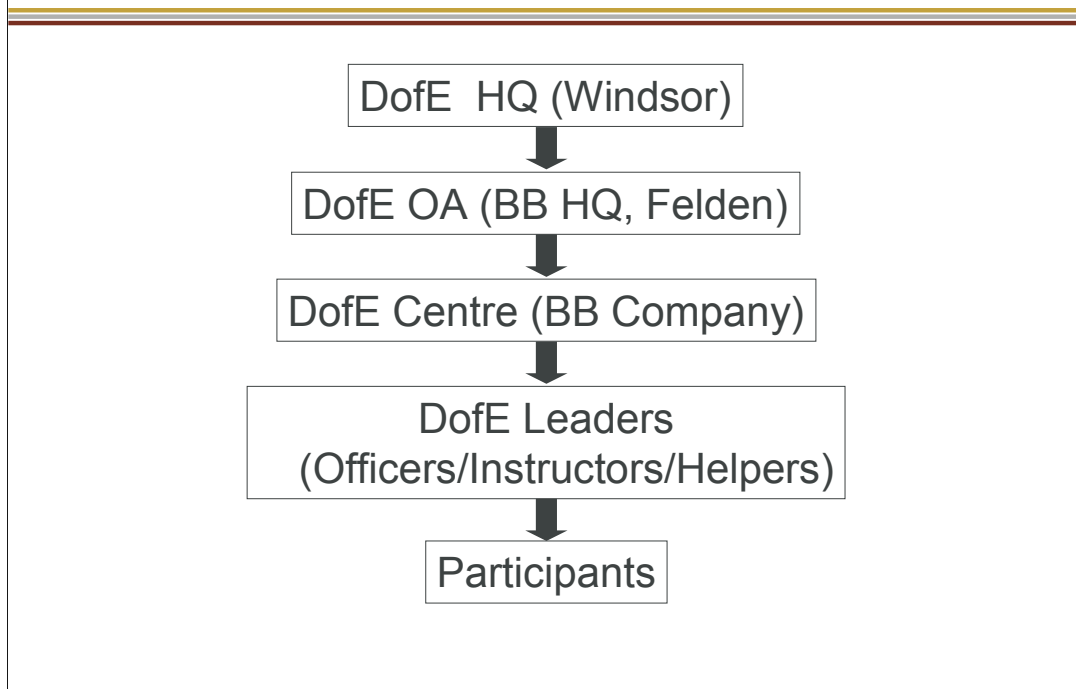 DofE HQ (Windsor)
DofE OA (BB HQ, Felden)
DofE Centre (BB Company)
DofE Leaders
(Officers/Instructors/Helpers)
Participants